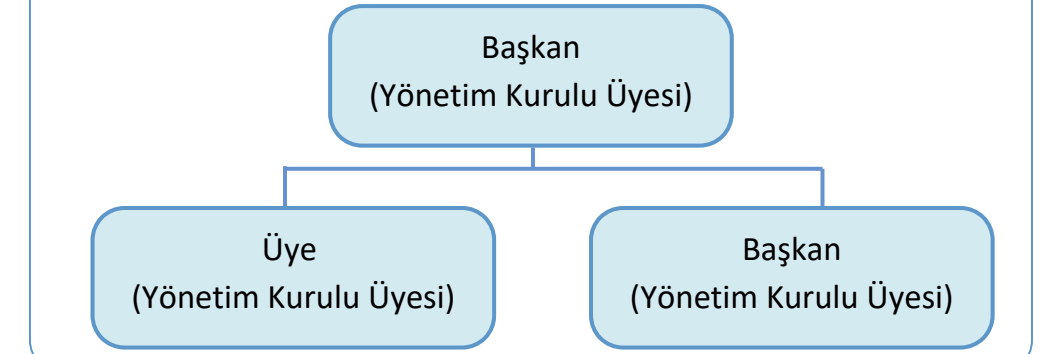 Başkan
(Yönetim Kurulu Üyesi)
Üye
(Yönetim Kurulu Üyesi)
Başkan
(Yönetim Kurulu Üyesi)